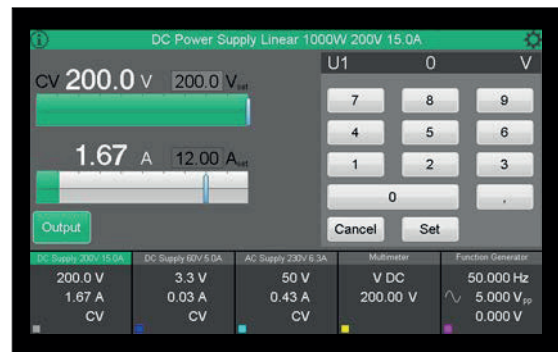 DC Power Supply Linear 1000W 200V 15.0A
U1 0 V
CV 200.0 V 200.0 Vset
7 8 9
4 5 6
1.67 A 12.00 Aset
1 2 3
0 ,
Output
Cancel Set
DC Supply 200V 15.0A DC Supply 60V 5.0A AC Supply 230V 6.3A Multimeter Function Generator
200.0 V 3.3 V 50 V V DC 50.000 Hz
1.67 A 0.03 A 0.43 A 200.00 V 5.000 Vpp
CV CV CV 0.000 V